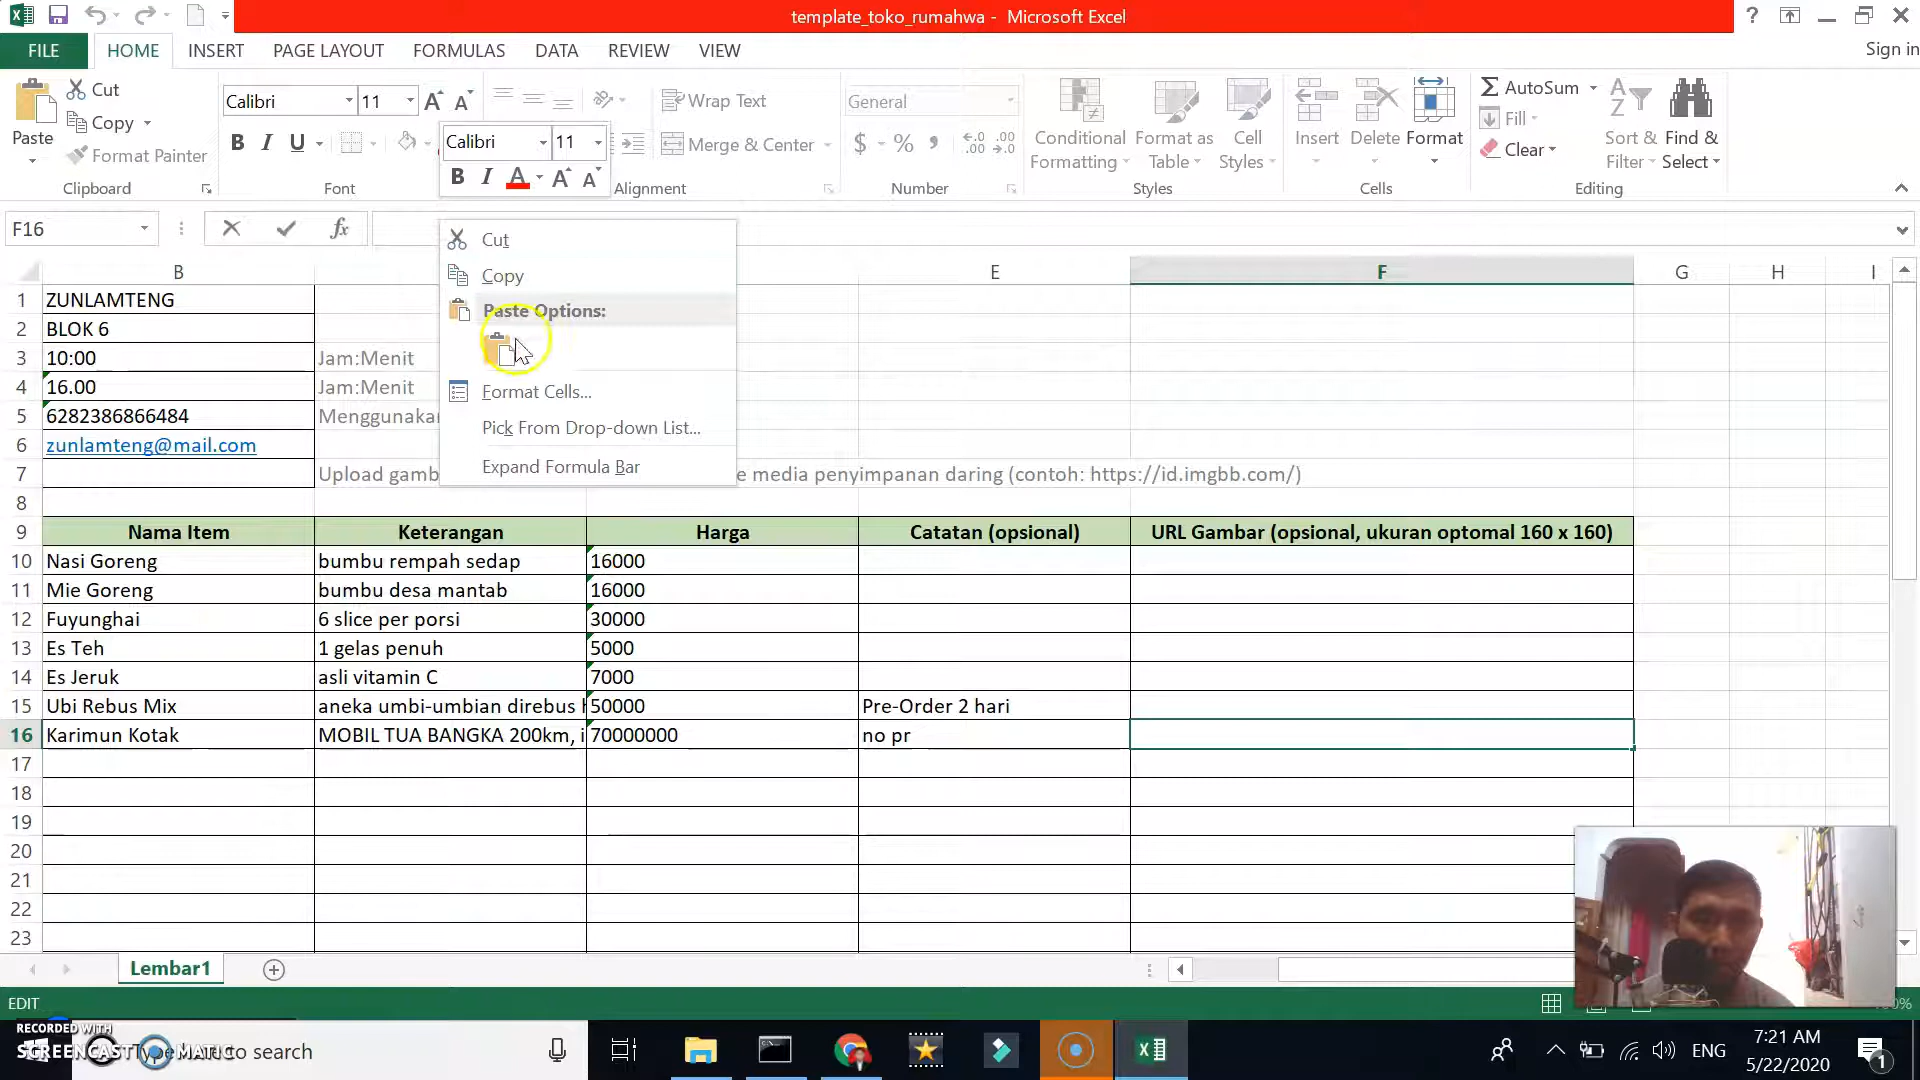 template_toko_rumahwa - Microsoft Excel
FILE HOME INSERT PAGE LAYOUT FORMULAS DATA REVIEW VIEW Sign in
Paste
Cut
Copy
Format Painter
Clipboard
Calibri 11
B I U
Font
Calibri 11
B I A
Wrap Text
Merge & Center
Alignment
General
$ %
Number
Conditional Formatting
Format as Table
Cell Styles
Styles
Insert
Delete
Format
Cells
AutoSum
Fill
Clear
Sort & Filter
Find & Select
Editing
F16 fx
Cut
Copy
Paste Options:
Format Cells...
Pick From Drop-down List...
Expand Formula Bar
B E F G H I
1 ZUNLAMTENG
2 BLOK 6
3 10:00 Jam:Menit
4 16.00 Jam:Menit
5 6282386866484 Menggunakan
6 zunlamteng@mail.com
7 Upload gamb e media penyimpanan daring (contoh: https://id.imgbb.com/)
8
9 Nama Item Keterangan Harga Catatan (opsional) URL Gambar (opsional, ukuran optomal 160 x 160)
10 Nasi Goreng bumbu rempah sedap 16000
11 Mie Goreng bumbu desa mantab 16000
12 Fuyunghai 6 slice per porsi 30000
13 Es Teh 1 gelas penuh 5000
14 Es Jeruk asli vitamin C 7000
15 Ubi Rebus Mix aneka umbi-umbian direbus h 50000 Pre-Order 2 hari
16 Karimun Kotak MOBIL TUA BANGKA 200km, i 70000000 no pr
17
18
19
20
21
22
23
Lembar1
EDIT
RECORDED WITH
SCREENCAST MATIC
Type here to search
ENG
7:21 AM
5/22/2020
1